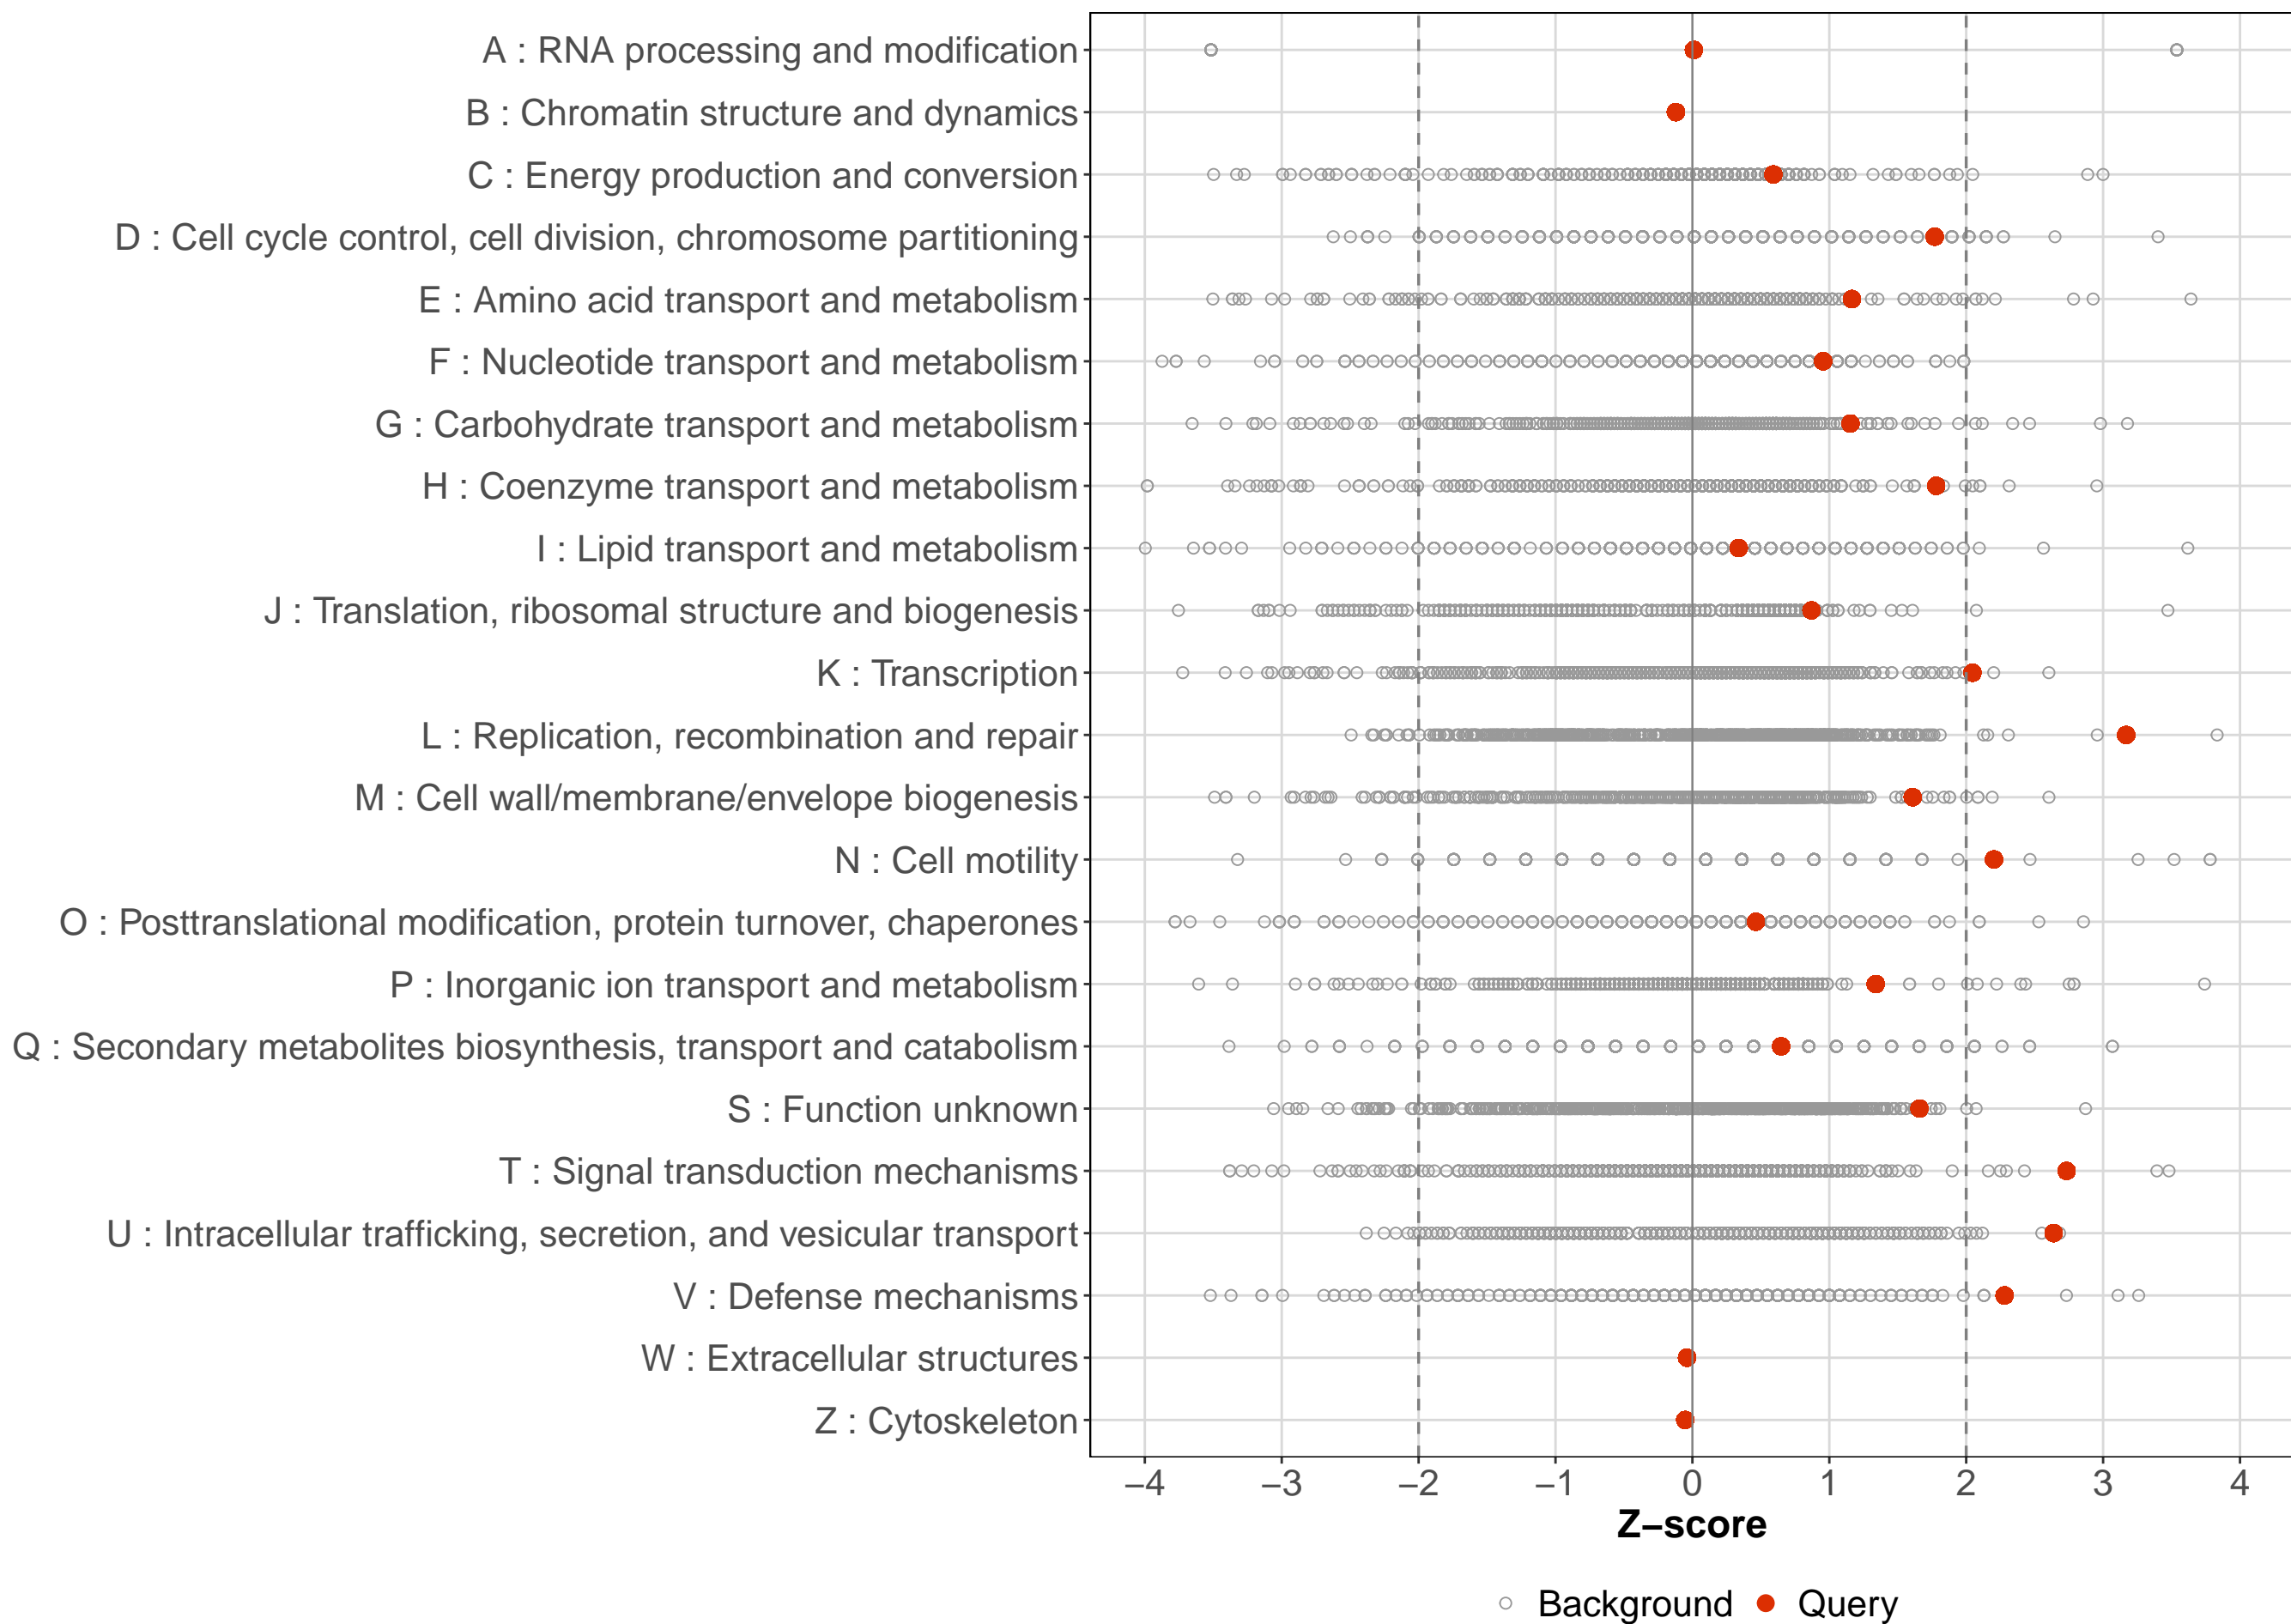 A : RNA processing and modification
B : Chromatin structure and dynamics
C : Energy production and conversion
D : Cell cycle control, cell division, chromosome partitioning
E : Amino acid transport and metabolism
F : Nucleotide transport and metabolism
G : Carbohydrate transport and metabolism
H : Coenzyme transport and metabolism
I : Lipid transport and metabolism
J : Translation, ribosomal structure and biogenesis
K : Transcription
L : Replication, recombination and repair
M : Cell wall/membrane/envelope biogenesis
N : Cell motility
O : Posttranslational modification, protein turnover, chaperones
P : Inorganic ion transport and metabolism
Q : Secondary metabolites biosynthesis, transport and catabolism
S : Function unknown
T : Signal transduction mechanisms
U : Intracellular trafficking, secretion, and vesicular transport
V : Defense mechanisms
W : Extracellular structures
Z : Cytoskeleton
−4 −3 −2 −1 0 1 2 3 4
Z−score
Background Query